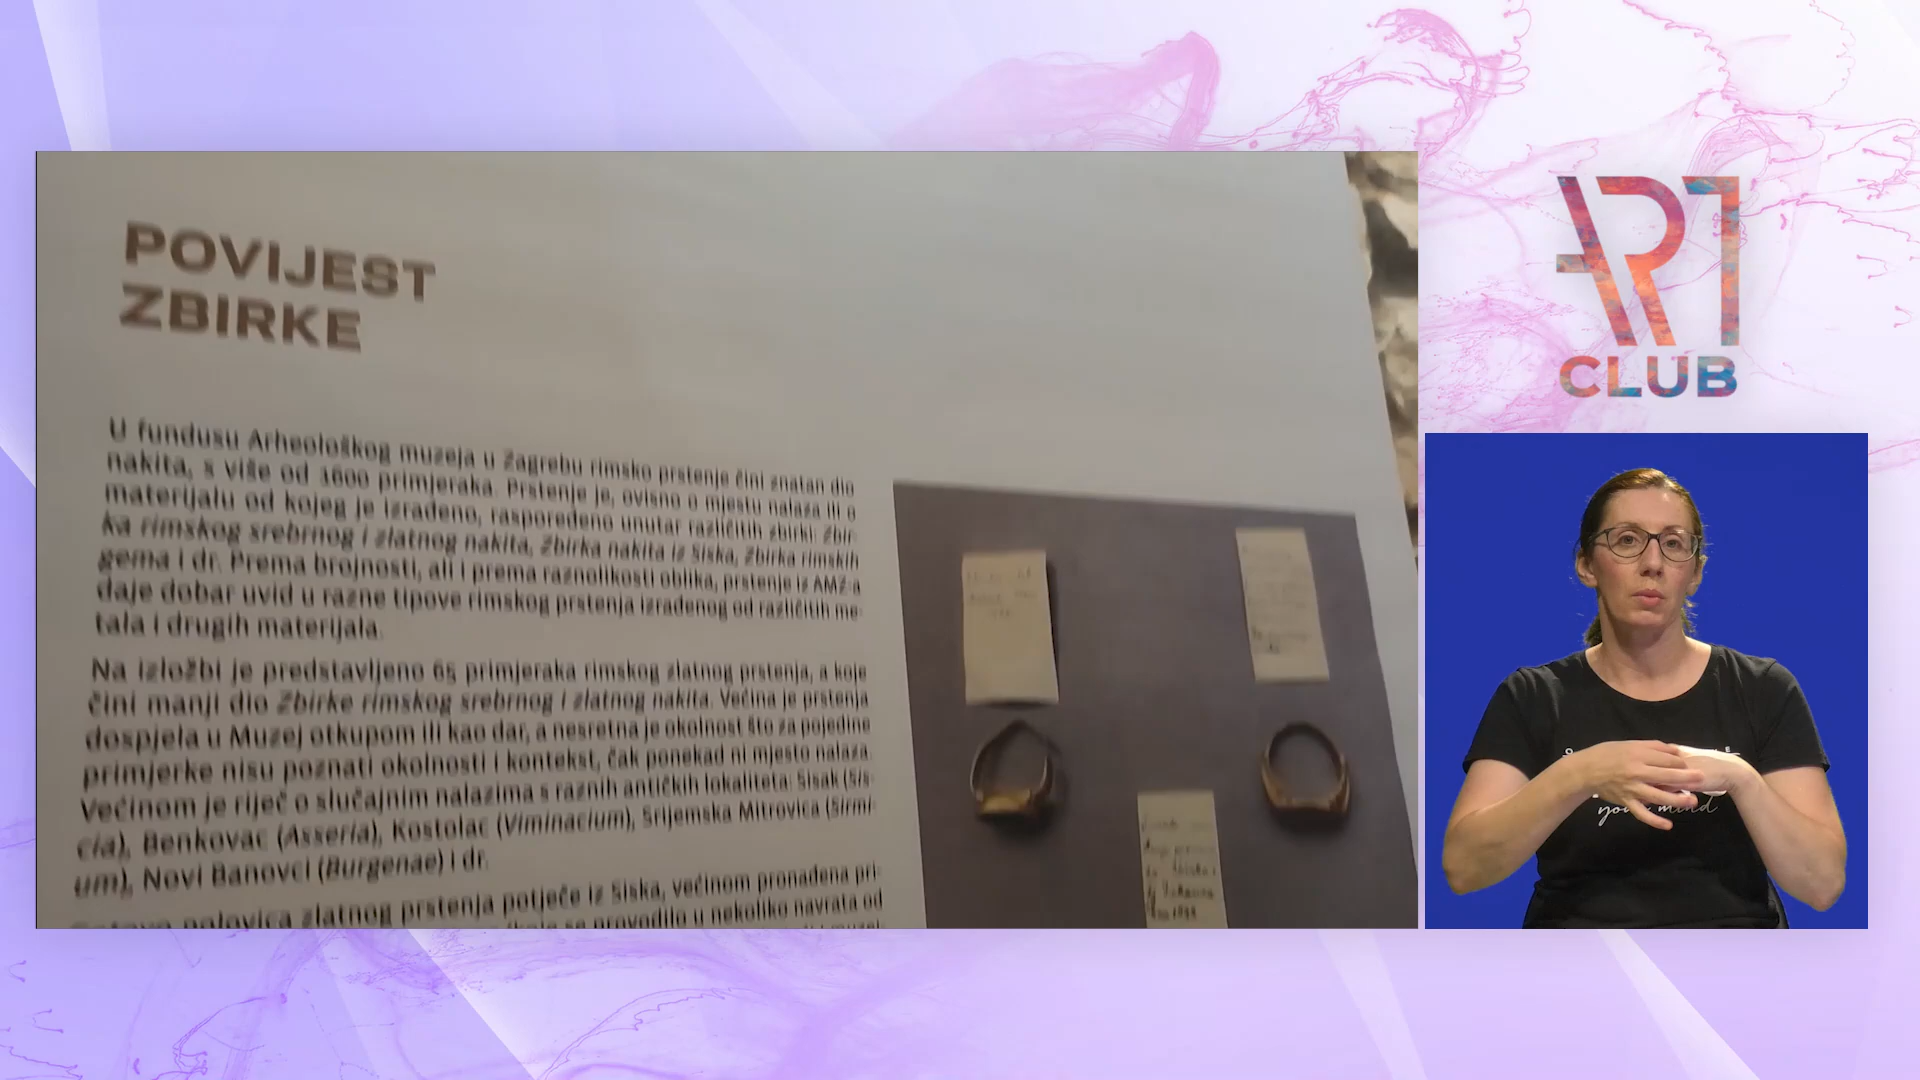 POVIJEST
ZBIRKE
U fundusu Arheološkog muzeja u Zagrebu rimsko prstenje čini znatan dio
nakita, s više od 1600 primjeraka. Prstenje je, ovisno o mjestu nalaza ili o
materijalu od kojeg je izrađeno, raspoređeno unutar različitih zbirki: Zbir-
ka rimskog srebrnog i zlatnog nakita, Zbirka nakita iz Siska, Zbirka rimskih
gema i dr. Prema brojnosti, ali i prema raznolikosti oblika, prstenje iz AMZ-a
daje dobar uvid u razne tipove rimskog prstenja izrađenog od različitih me-
tala i drugih materijala.
Na izložbi je predstavljeno 65 primjeraka rimskog zlatnog prstenja, a koje
čini manji dio Zbirke rimskog srebrnog i zlatnog nakita. Većina je prstenja
dospjela u Muzej otkupom ili kao dar, a nesretna je okolnost što za pojedine
primjerke nisu poznati okolnosti i kontekst, čak ponekad ni mjesto nalaza.
Većinom je riječ o slučajnim nalazima s raznih antičkih lokaliteta: Sisak (Sis-
cia), Benkovac (Asseria), Kostolac (Viminacium), Srijemska Mitrovica (Sirmi-
um), Novi Banovci (Burgenae) i dr.
polovica zlatnog prstenja potječe iz Siska, većinom pronađena pri-
se provodilo u nekoliko navrata od
ART
CLUB
your mind